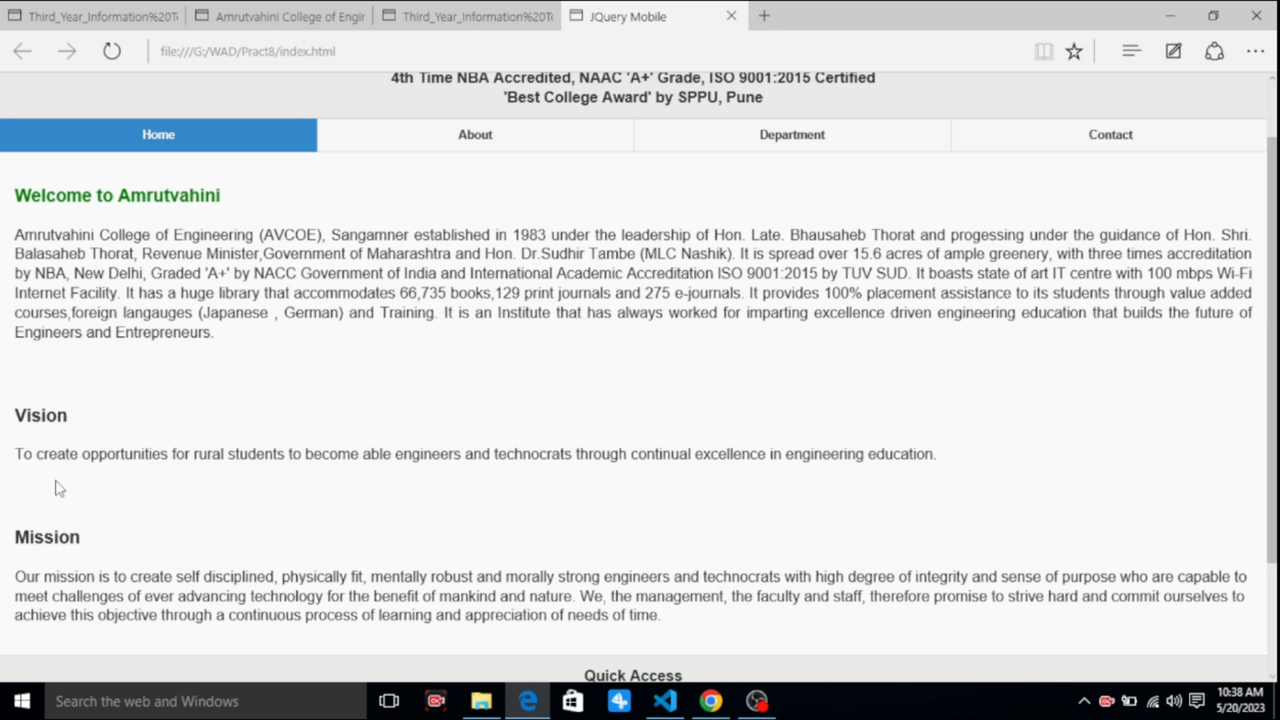 Third_Year_Information%20T
Amrutvahini College of Engir
Third_Year_Information%20T
JQuery Mobile
file:///G:/WAD/Pract8/index.html
4th Time NBA Accredited, NAAC 'A+' Grade, ISO 9001:2015 Certified
'Best College Award' by SPPU, Pune
Home
About
Department
Contact
Welcome to Amrutvahini
Amrutvahini College of Engineering (AVCOE), Sangamner established in 1983 under the leadership of Hon. Late. Bhausaheb Thorat and progessing under the guidance of Hon. Shri.
Balasaheb Thorat, Revenue Minister,Government of Maharashtra and Hon. Dr.Sudhir Tambe (MLC Nashik). It is spread over 15.6 acres of ample greenery, with three times accreditation
by NBA, New Delhi, Graded 'A+' by NACC Government of India and International Academic Accreditation ISO 9001:2015 by TUV SUD. It boasts state of art IT centre with 100 mbps Wi-Fi
Internet Facility. It has a huge library that accommodates 66,735 books,129 print journals and 275 e-journals. It provides 100% placement assistance to its students through value added
courses,foreign langauges (Japanese , German) and Training. It is an Institute that has always worked for imparting excellence driven engineering education that builds the future of
Engineers and Entrepreneurs.
Vision
To create opportunities for rural students to become able engineers and technocrats through continual excellence in engineering education.
Mission
Our mission is to create self disciplined, physically fit, mentally robust and morally strong engineers and technocrats with high degree of integrity and sense of purpose who are capable to
meet challenges of ever advancing technology for the benefit of mankind and nature. We, the management, the faculty and staff, therefore promise to strive hard and commit ourselves to
achieve this objective through a continuous process of learning and appreciation of needs of time.
Quick Access
Search the web and Windows
10:38 AM
5/20/2023